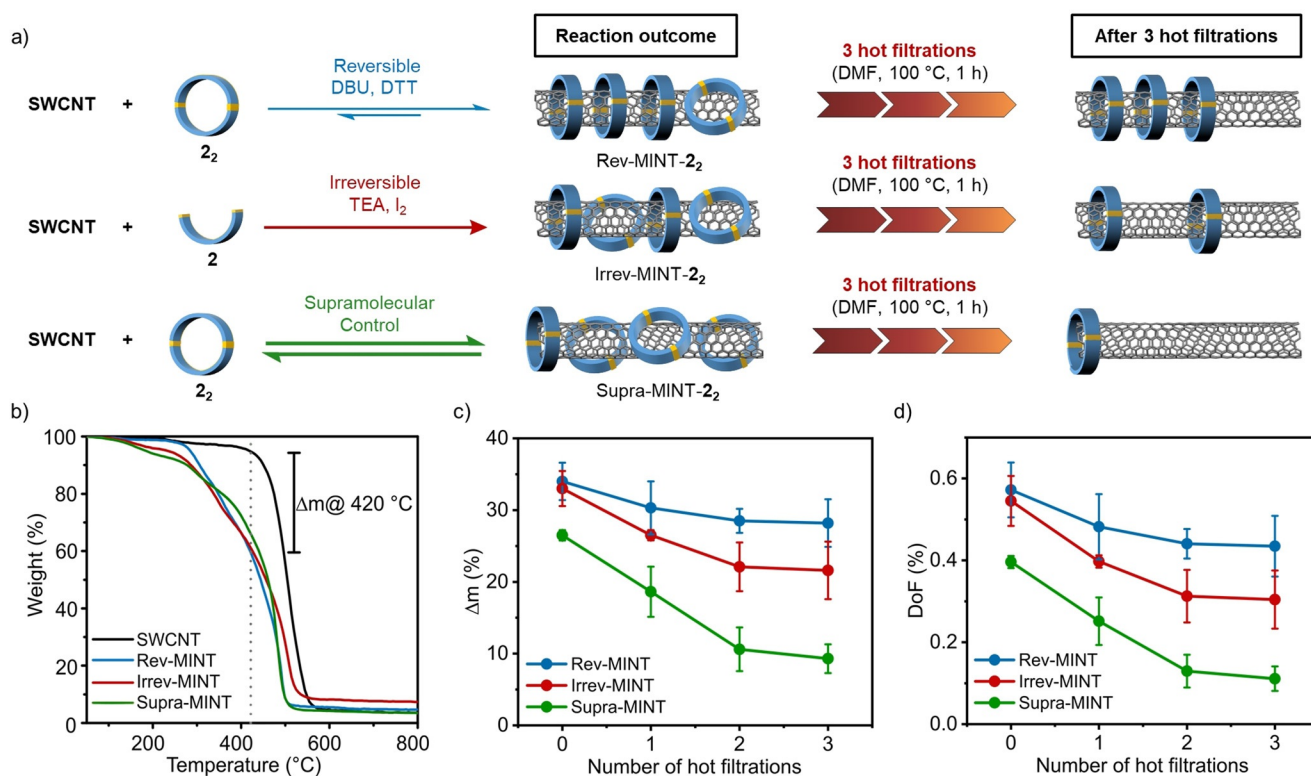 a)
Reaction outcome
After 3 hot filtrations
SWCNT + 2₂
Reversible
DBU, DTT
Rev-MINT-2₂
3 hot filtrations
(DMF, 100 °C, 1 h)
SWCNT + 2
Irreversible
TEA, I₂
Irrev-MINT-2₂
3 hot filtrations
(DMF, 100 °C, 1 h)
SWCNT + 2₂
Supramolecular
Control
Supra-MINT-2₂
3 hot filtrations
(DMF, 100 °C, 1 h)
b)
Weight (%)
100
80
60
40
20
0
Δm@ 420 °C
SWCNT
Rev-MINT
Irrev-MINT
Supra-MINT
200 400 600 800
Temperature (°C)
c)
Δm (%)
40
30
20
10
0
Rev-MINT
Irrev-MINT
Supra-MINT
0 1 2 3
Number of hot filtrations
d)
DoF (%)
0.6
0.4
0.2
0.0
Rev-MINT
Irrev-MINT
Supra-MINT
0 1 2 3
Number of hot filtrations